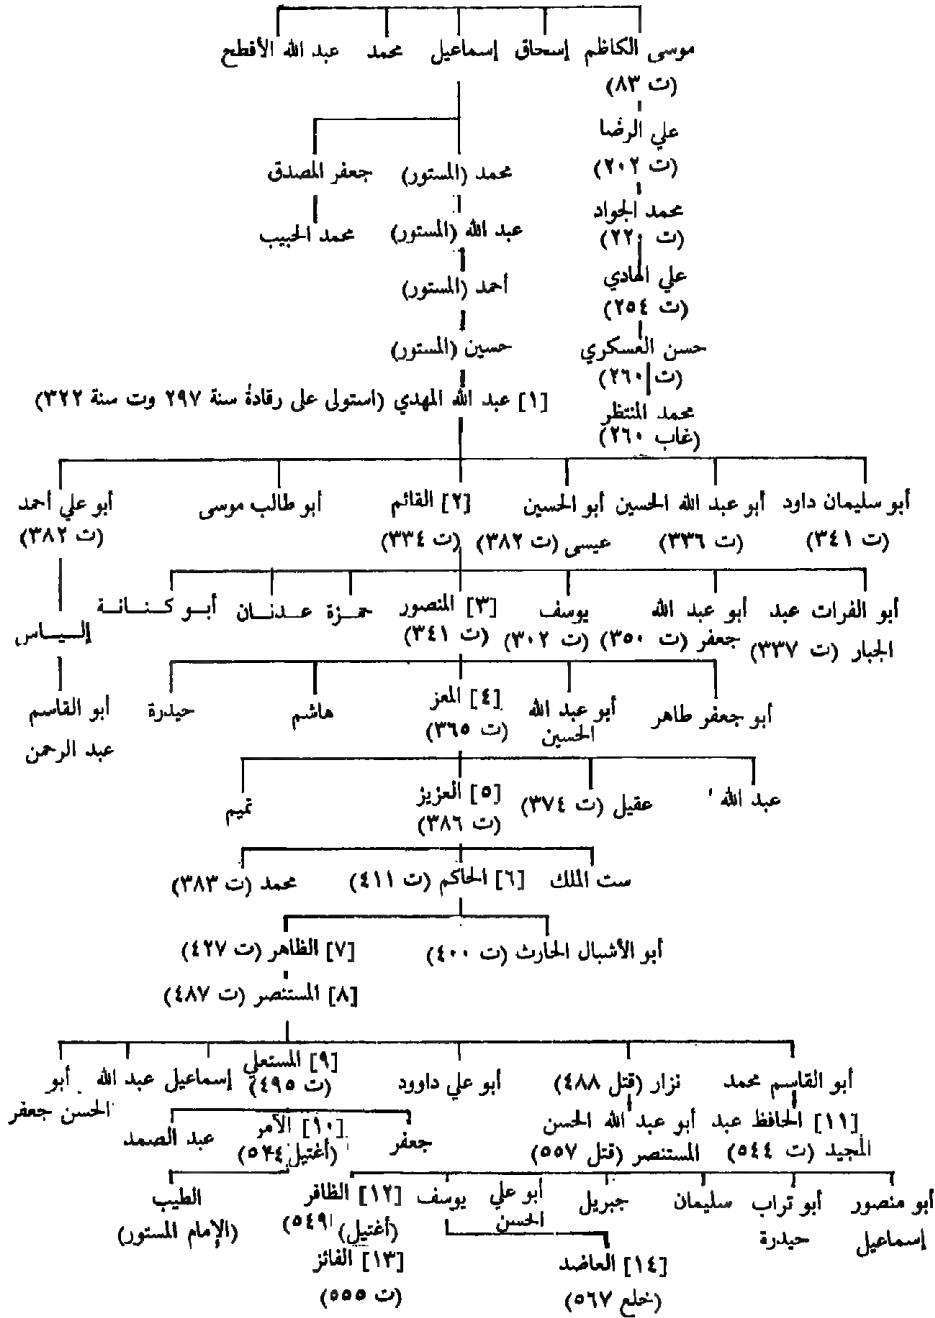 موسى الكاظم إسحاق إسماعيل محمد عبد الله الأفطح
(ت ٨٣)
علي الرضا
(ت ٢٠٢)
محمد (المستور) جعفر المصدق
محمد الجواد
(ت ٢٢٠)
عبد الله (المستور) محمد الحبيب
علي الهادي
(ت ٢٥٤)
أحمد (المستور)
حسن العسكري
(ت ٢٦٠)
حسين (المستور)
محمد المنتظر
(غاب ٢٦٠)
[١] عبد الله المهدي (استولى على رقادة سنة ٢٩٧ وت سنة ٣٢٢)
أبو سليمان داود أبو عبد الله الحسين أبو الحسين [٢] القائم أبو طالب موسى أبو علي أحمد
(ت ٣٤١) (ت ٣٣٦) عيسى (ت ٣٨٢) (ت ٣٣٤) (ت ٣٨٢)
أبو الفرات عبد أبو عبد الله يوسف [٣] المنصور حمزة عدنان أبو كنانة إلياس
الجبار (ت ٣٣٧) جعفر (ت ٣٥٠) (ت ٣٠٢) (ت ٣٤١)
أبو جعفر طاهر أبو عبد الله [٤] المعز هاشم حيدرة أبو القاسم
الحسين (ت ٣٦٥) عبد الرحمن
عبد الله عقيل (ت ٣٧٤) [٥] العزيز تميم
(ت ٣٨٦)
ست الملك [٦] الحاكم (ت ٤١١) محمد (ت ٣٨٣)
أبو الأشبال الحارث (ت ٤٠٠) [٧] الظاهر (ت ٤٢٧)
[٨] المستنصر (ت ٤٨٧)
أبو القاسم محمد نزار (قتل ٤٨٨) أبو علي داوود [٩] المستعلي إسماعيل عبد الله أبو
(ت ٤٩٥) الحسن جعفر
[١١] الحافظ عبد أبو عبد الله الحسن جعفر [١٠] الآمر عبد الصمد
المجيد (ت ٥٤٤) المستنصر (قتل ٥٥٧) (أغتيل ٥٢٤)
أبو منصور أبو تراب سليمان جبريل أبو علي يوسف [١٢] الظافر الطيب
إسماعيل حيدرة الحسن (أغتيل ٥٤٩) (الإمام المستور)
[١٤] العاضد [١٣] الفائز
(خلع ٥٦٧) (ت ٥٥٥)